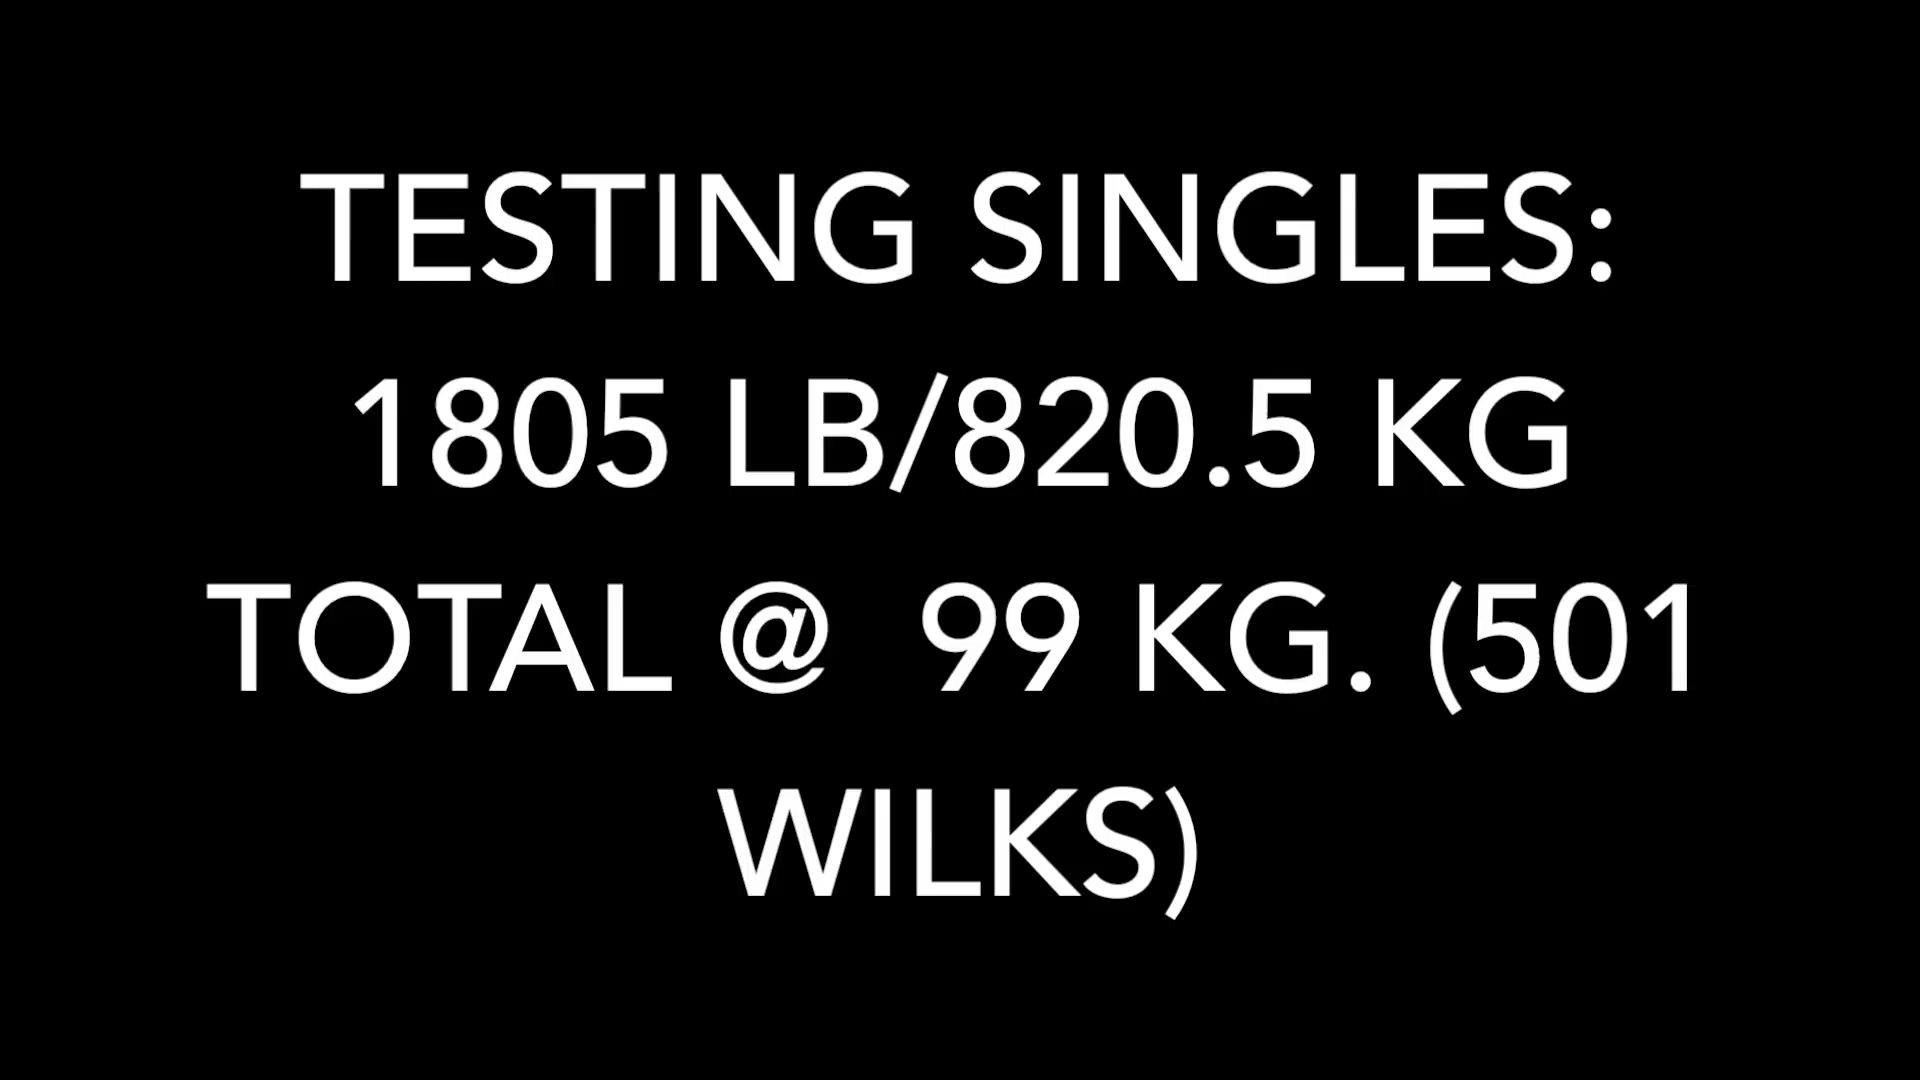 TESTING SINGLES:
1805 LB/820.5 KG
TOTAL @  99 KG. (501
WILKS)